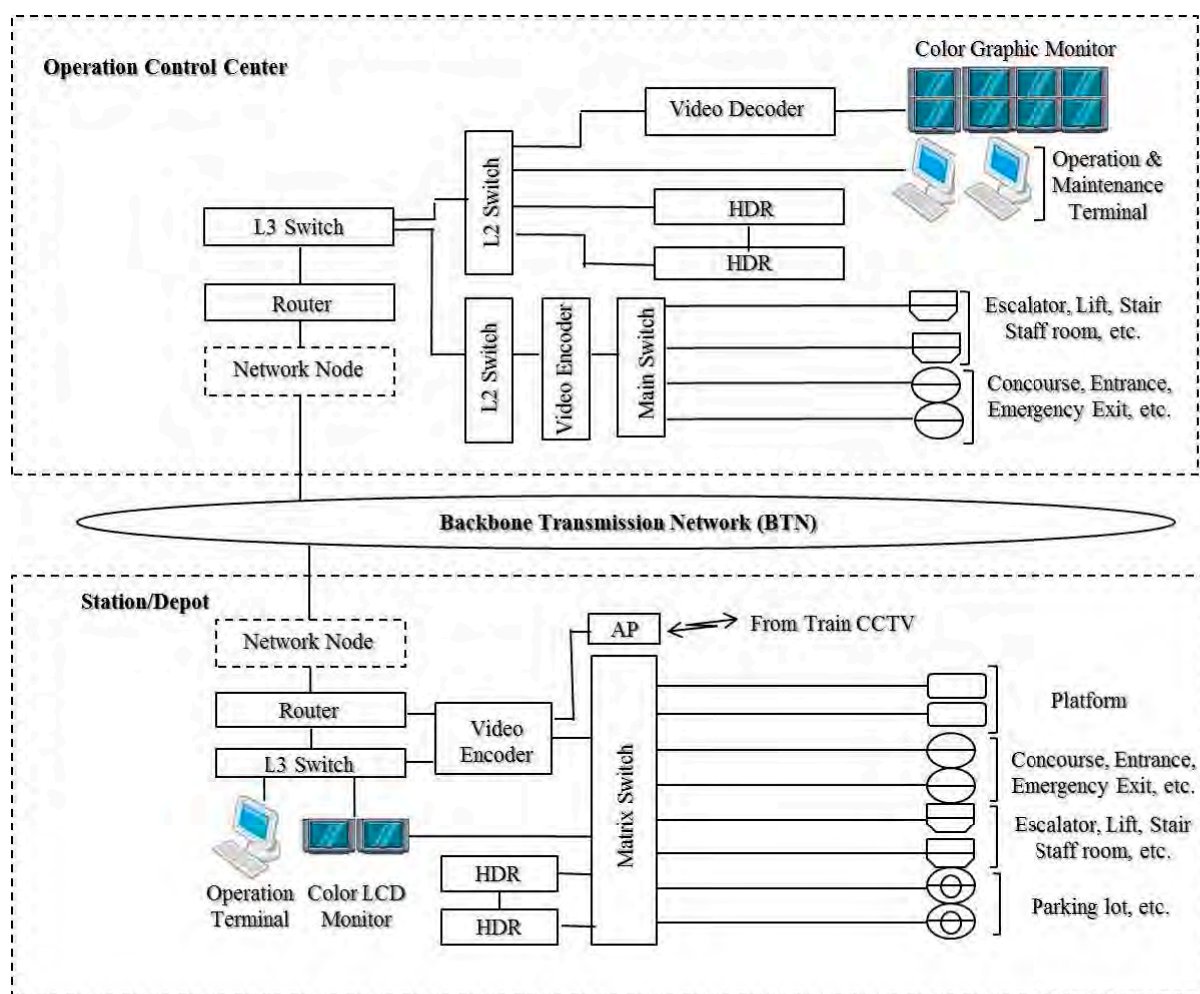 Operation Control Center
Color Graphic Monitor
Video Decoder
L2 Switch
Operation &
Maintenance
Terminal
HDR
HDR
L3 Switch
Router
Network Node
L2 Switch
Video Encoder
Main Switch
Escalator, Lift, Stair
Staff room, etc.
Concourse, Entrance,
Emergency Exit, etc.
Backbone Transmission Network (BTN)
Station/Depot
Network Node
AP
From Train CCTV
Router
Video
Encoder
L3 Switch
Matrix Switch
Platform
Concourse, Entrance,
Emergency Exit, etc.
Escalator, Lift, Stair
Staff room, etc.
Parking lot, etc.
Operation
Terminal
Color LCD
Monitor
HDR
HDR